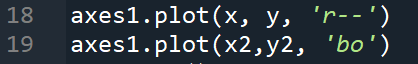 18 axes1.plot(x, y, 'r--')
19 axes1.plot(x2,y2, 'bo')